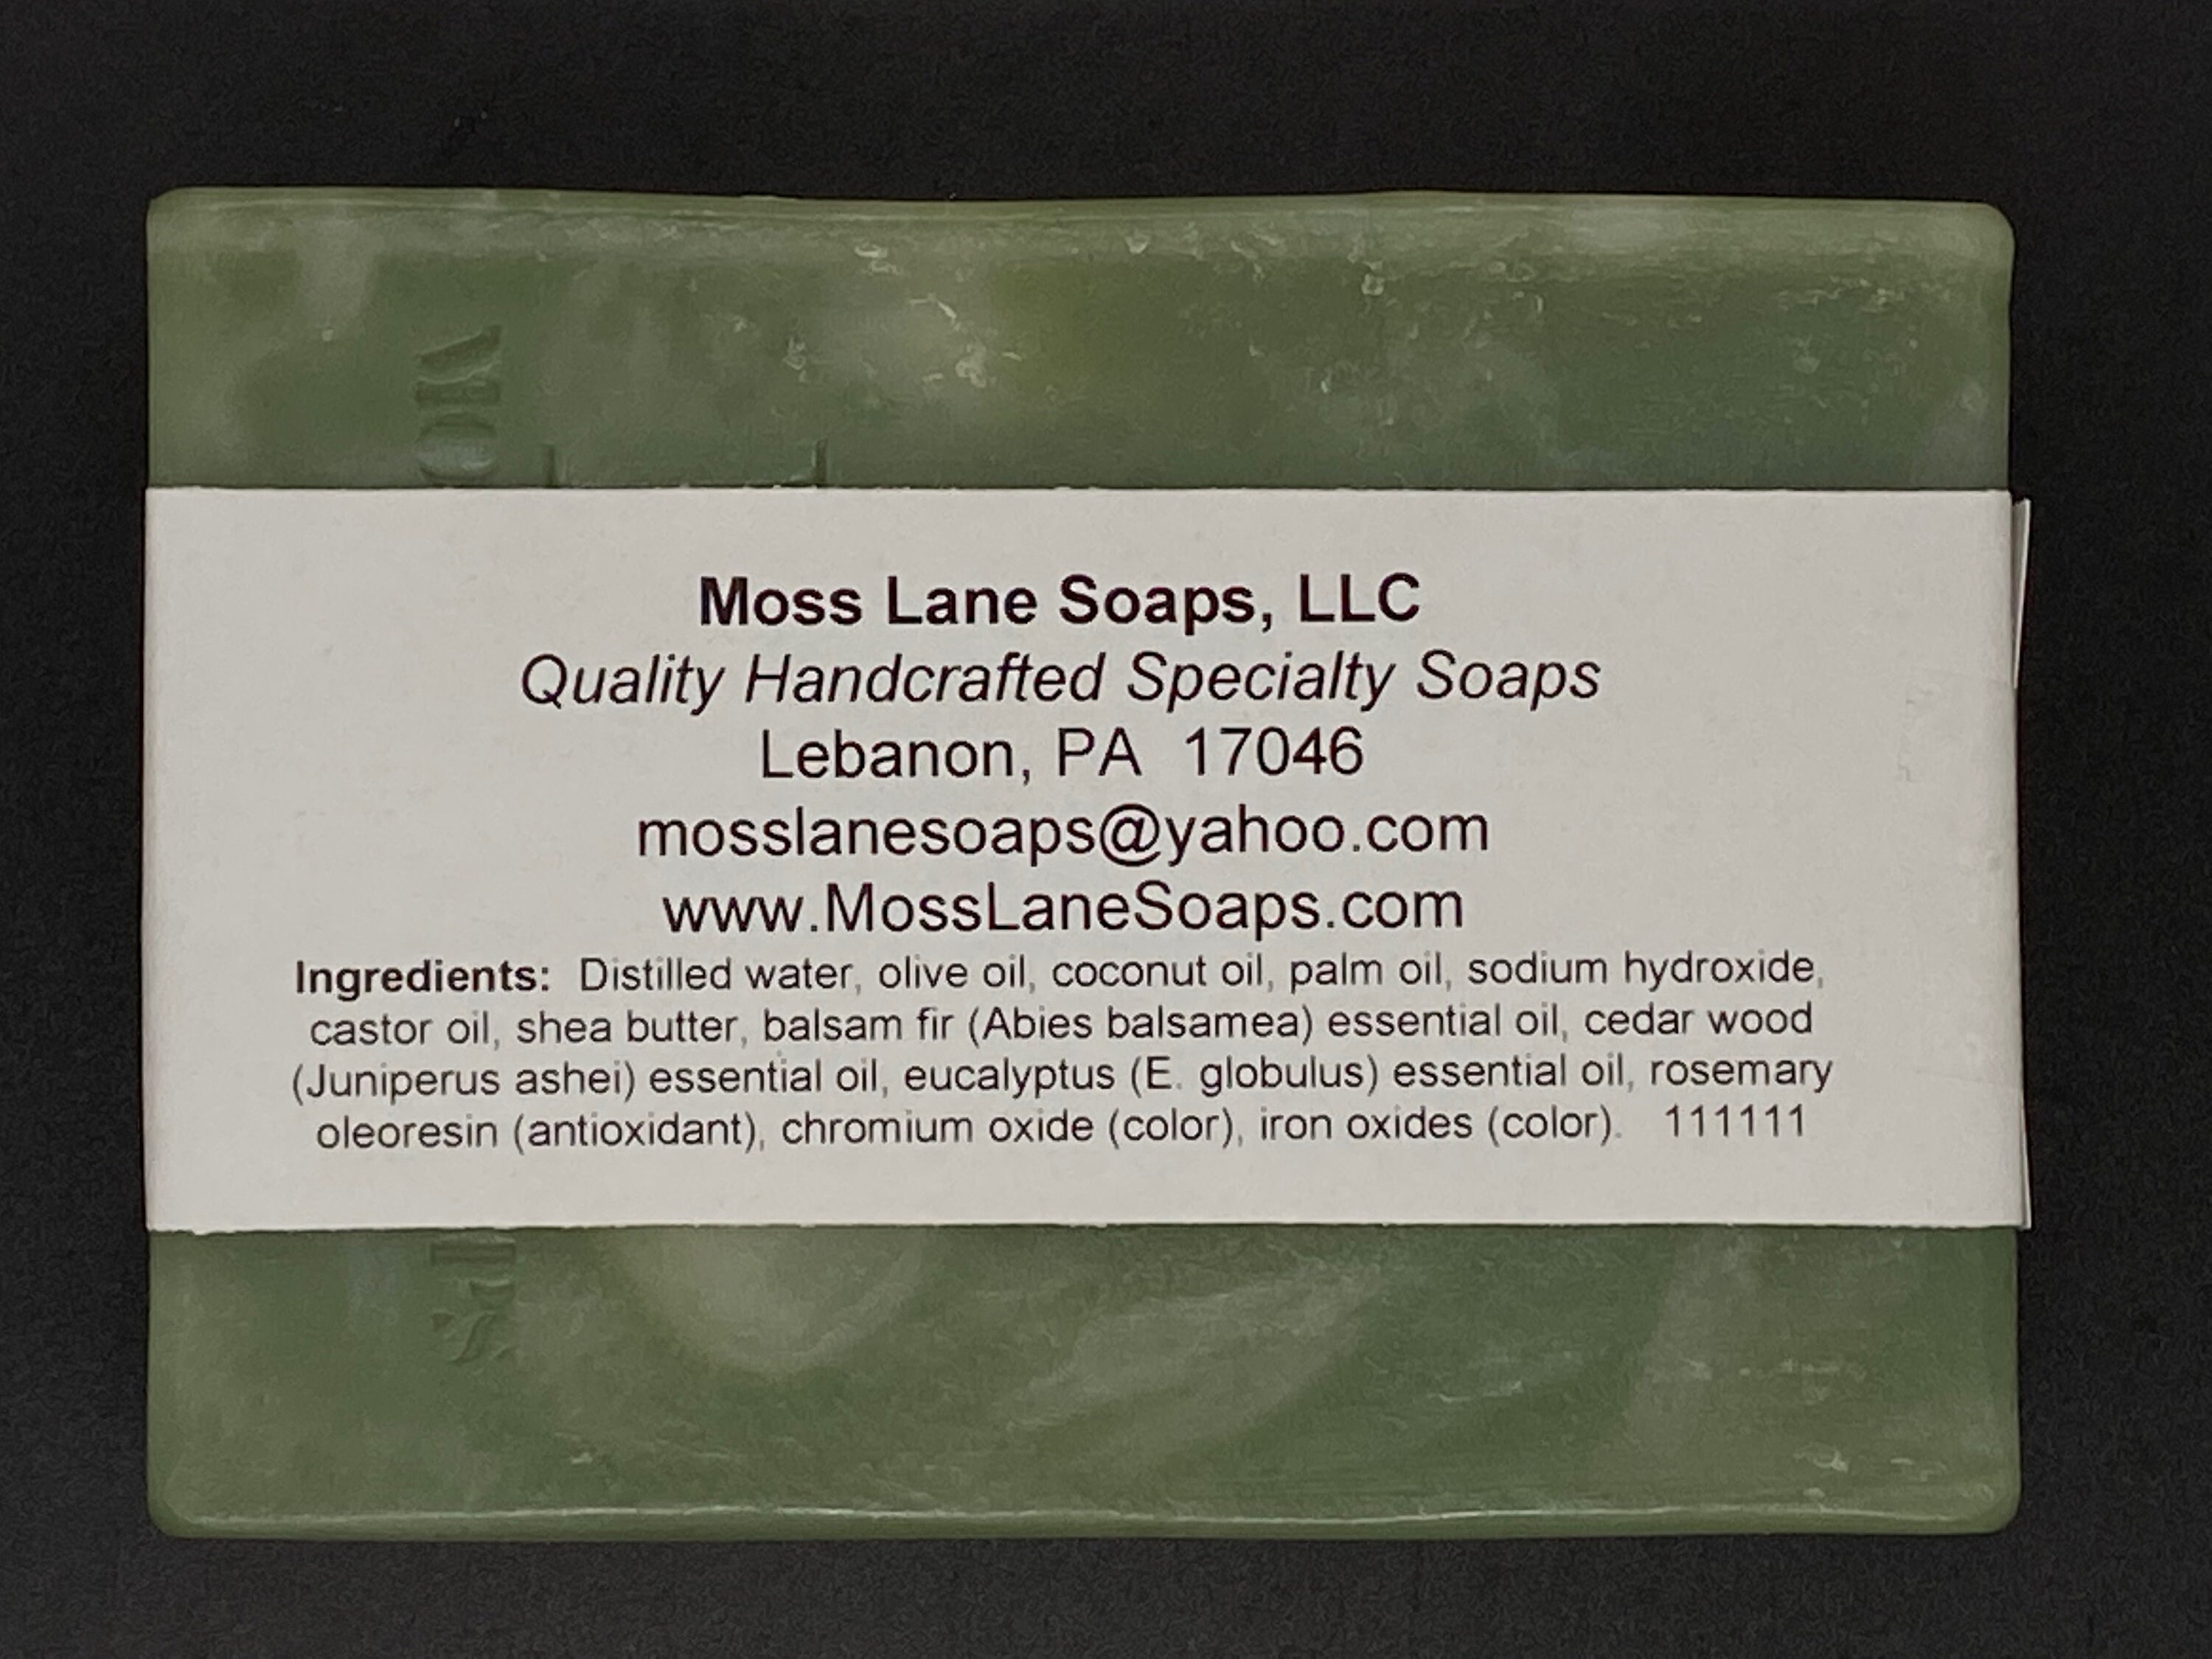 Moss Lane Soaps, LLC
Quality Handcrafted Specialty Soaps
Lebanon, PA 17046
mosslanesoaps@yahoo.com
www.MossLaneSoaps.com
Ingredients: Distilled water, olive oil, coconut oil, palm oil, sodium hydroxide,
castor oil, shea butter, balsam fir (Abies balsamea) essential oil, cedar wood
(Juniperus ashei) essential oil, eucalyptus (E. globulus) essential oil, rosemary
oleoresin (antioxidant), chromium oxide (color), iron oxides (color). 111111